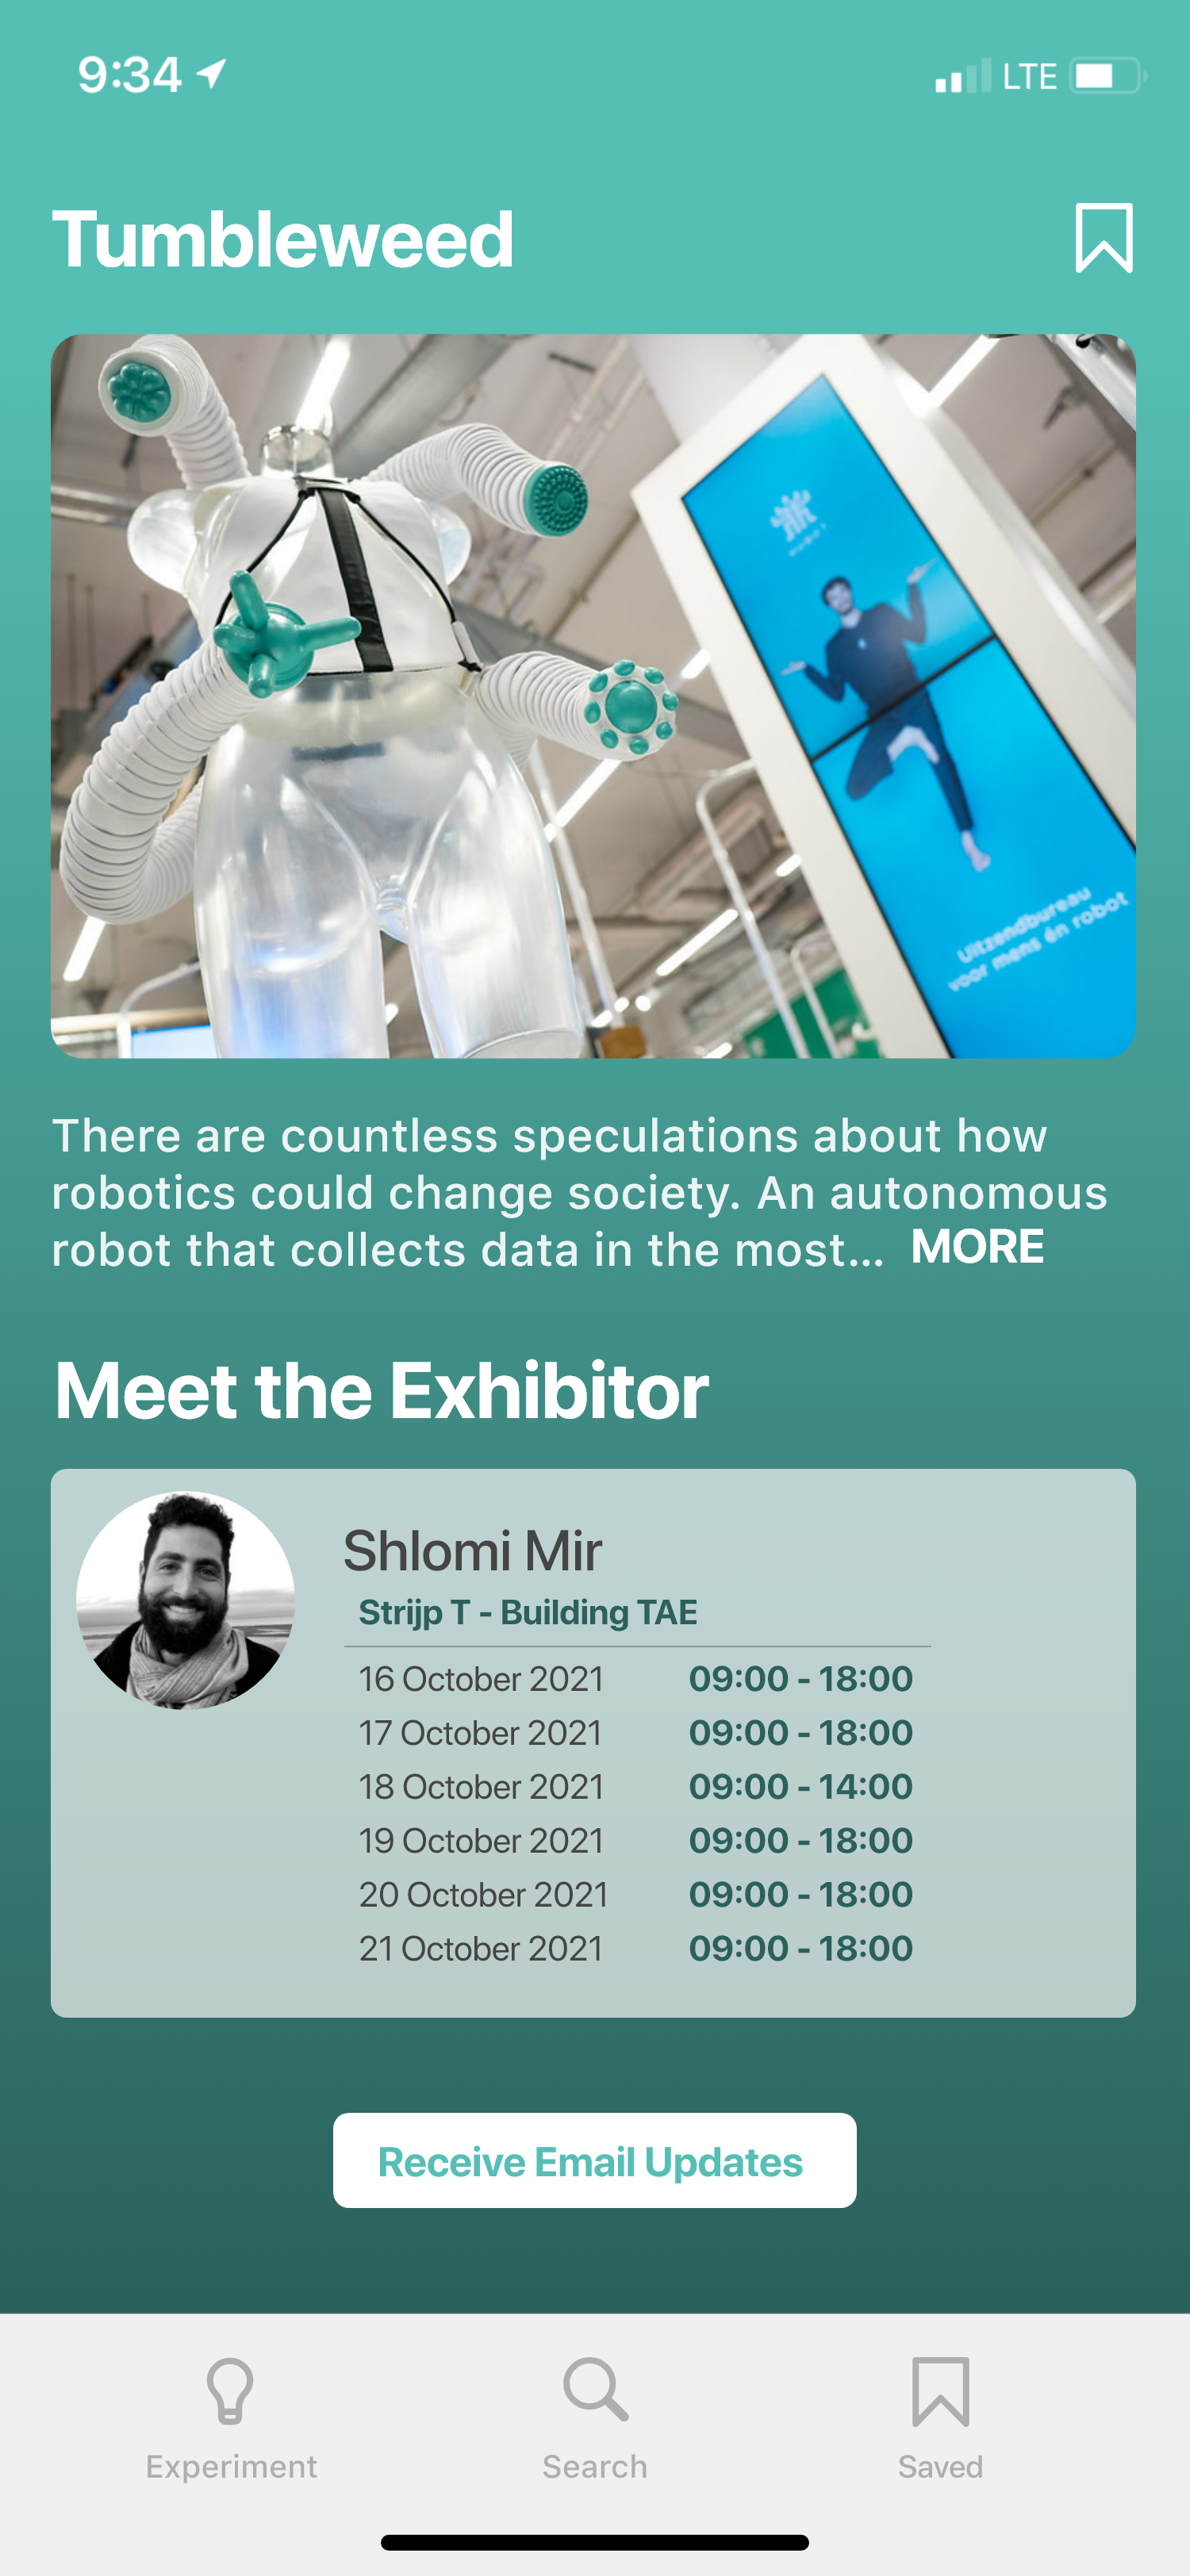 9:34
LTE
Tumbleweed
Uitzendbureau
voor mens én robot
There are countless speculations about how
robotics could change society. An autonomous
robot that collects data in the most... MORE
Meet the Exhibitor
Shlomi Mir
Strijp T - Building TAE
16 October 2021 09:00 - 18:00
17 October 2021 09:00 - 18:00
18 October 2021 09:00 - 14:00
19 October 2021 09:00 - 18:00
20 October 2021 09:00 - 18:00
21 October 2021 09:00 - 18:00
Receive Email Updates
Experiment
Search
Saved